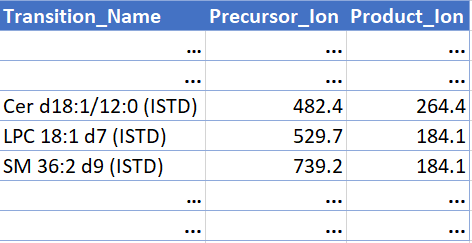 Transition_Name Precursor_Ion Product_Ion
... ... ...
... ... ...
Cer d18:1/12:0 (ISTD) 482.4 264.4
LPC 18:1 d7 (ISTD) 529.7 184.1
SM 36:2 d9 (ISTD) 739.2 184.1
... ... ...
... ... ...